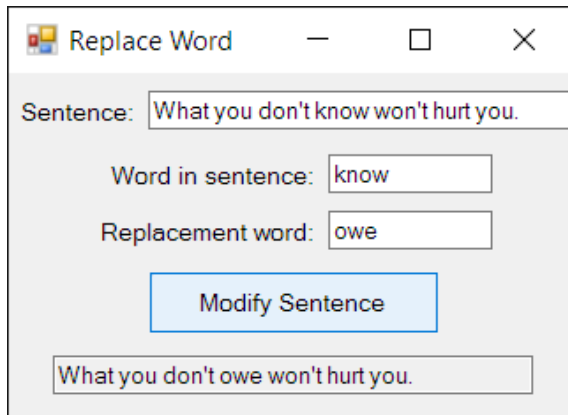 Replace Word
Sentence: What you don't know won't hurt you.
Word in sentence: know
Replacement word: owe
Modify Sentence
What you don't owe won't hurt you.